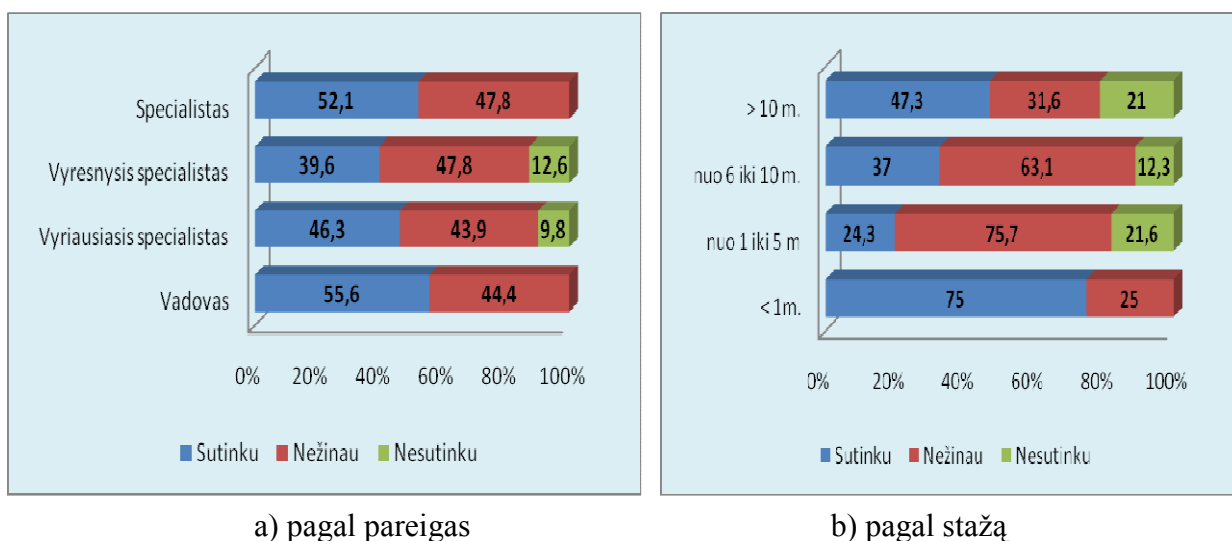 Specialistas
52,1 47,8
Vyresnysis specialistas
39,6 47,8 12,6
Vyriausiasis specialistas
46,3 43,9 9,8
Vadovas
55,6 44,4
0% 20% 40% 60% 80% 100%
Sutinku Nežinau Nesutinku
a) pagal pareigas
> 10 m.
47,3 31,6 21
nuo 6 iki 10 m.
37 63,1 12,3
nuo 1 iki 5 m
24,3 75,7 21,6
< 1m.
75 25
0% 20% 40% 60% 80% 100%
Sutinku Nežinau Nesutinku
b) pagal stažą